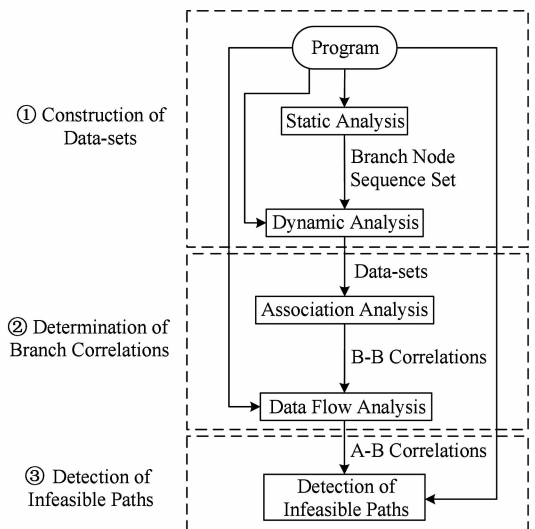 Program
① Construction of
Data-sets
Static Analysis
Branch Node
Sequence Set
Dynamic Analysis
Data-sets
② Determination of
Branch Correlations
Association Analysis
B-B Correlations
Data Flow Analysis
A-B Correlations
③ Detection of
Infeasible Paths
Detection of
Infeasible Paths